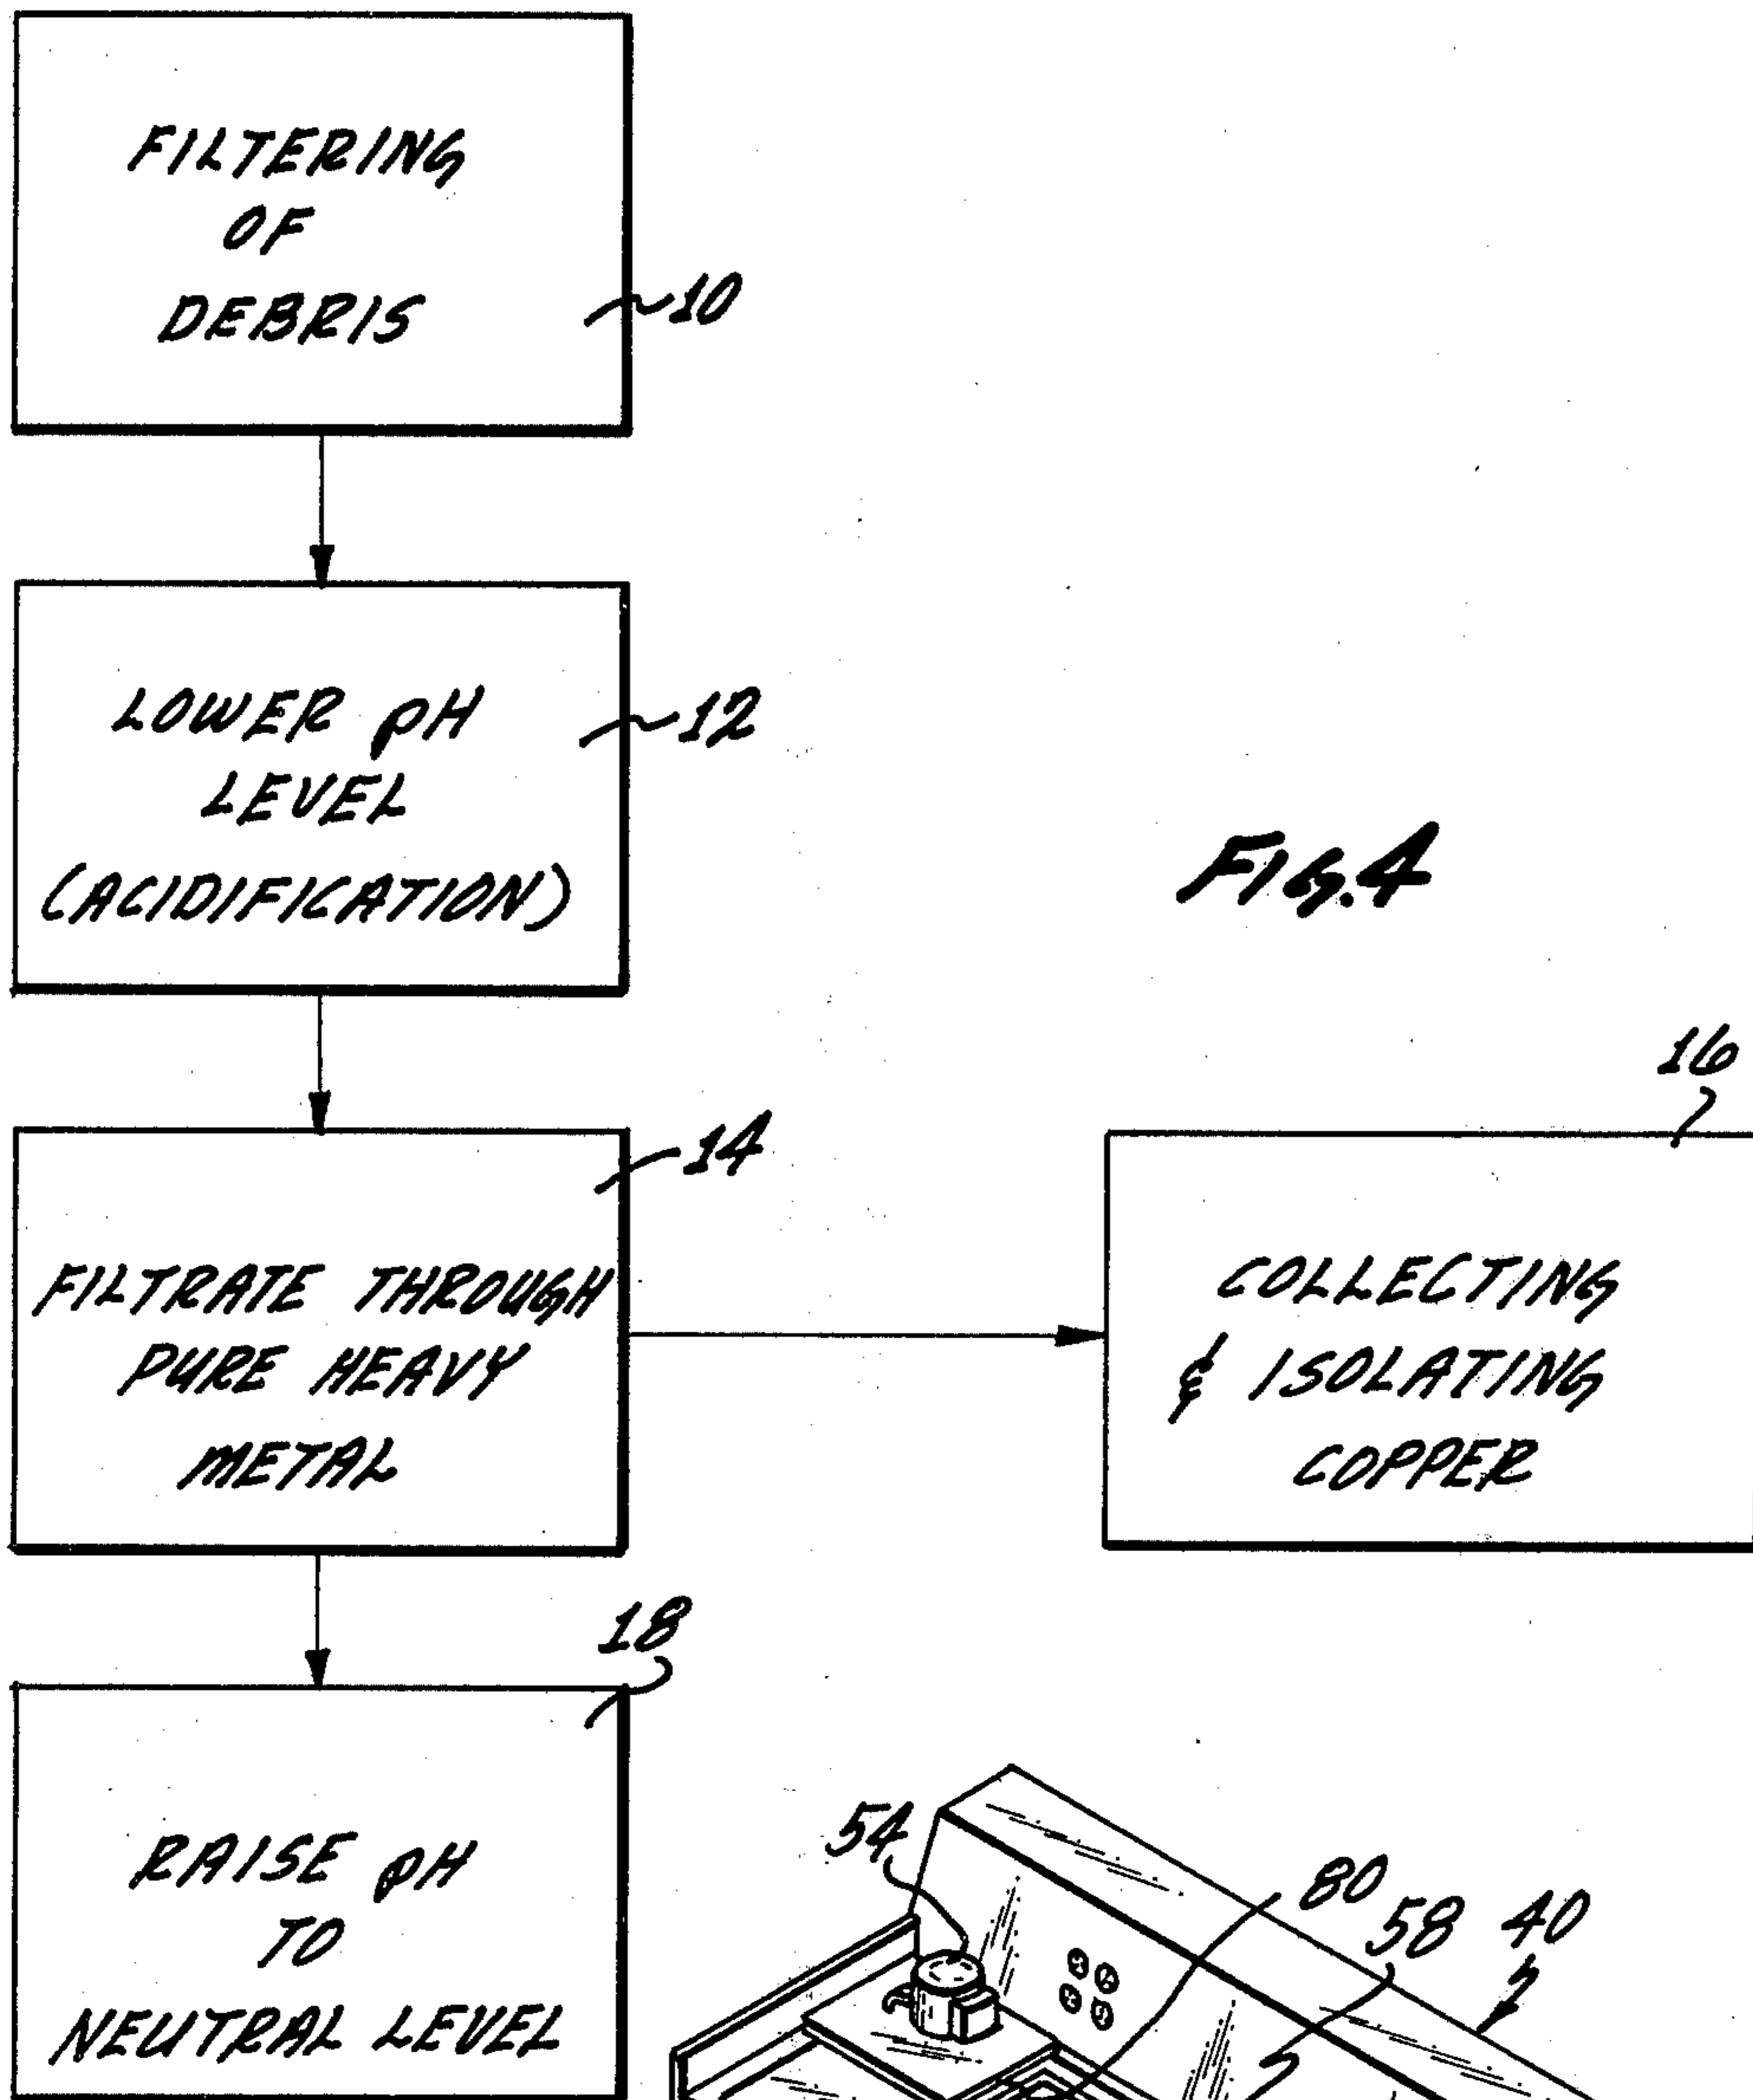 FILTERING
OF
DEBRIS
10
LOWER pH
LEVEL
(ACIDIFICATION)
12
FIG.4
FILTRATE THROUGH
PURE HEAVY
METAL
14
16
COLLECTING
& ISOLATING
COPPER
18
RAISE pH
TO
NEUTRAL LEVEL
54
80
58
40